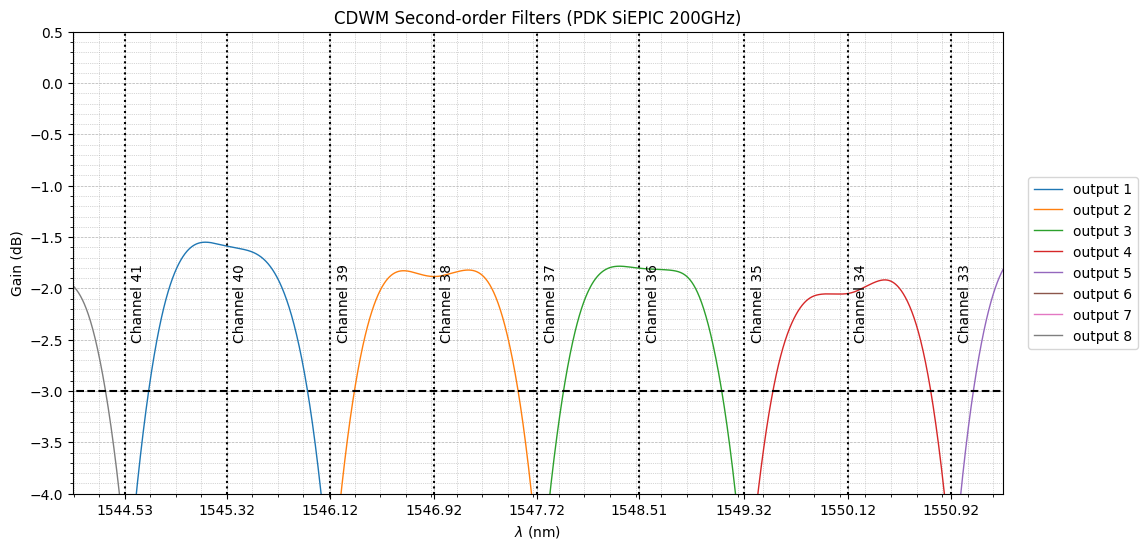 CDWM Second-order Filters (PDK SiEPIC 200GHz)
0.5
0.0
−0.5
−1.0
−1.5
−2.0
−2.5
−3.0
−3.5
−4.0
Gain (dB)
Channel 41
Channel 40
Channel 39
Channel 38
Channel 37
Channel 36
Channel 35
Channel 34
Channel 33
1544.53
1545.32
1546.12
1546.92
1547.72
1548.51
1549.32
1550.12
1550.92
λ (nm)
output 1
output 2
output 3
output 4
output 5
output 6
output 7
output 8